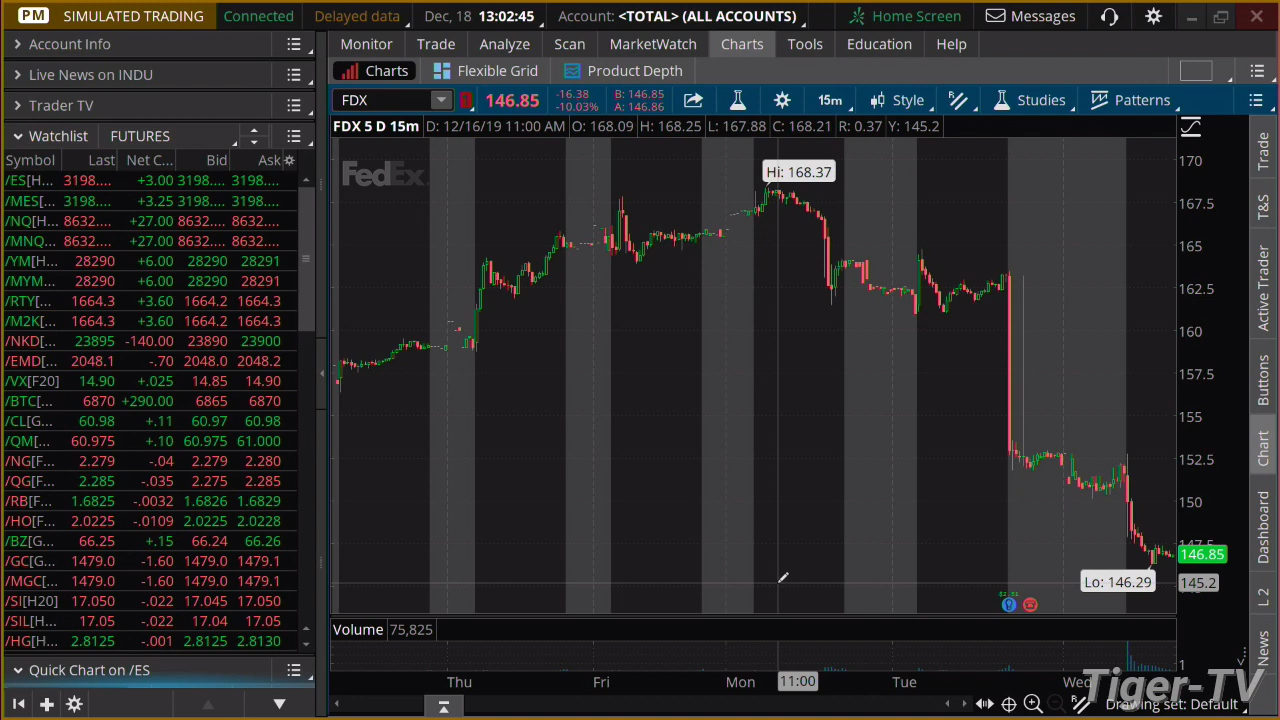 PM SIMULATED TRADING Connected Delayed data Dec, 18 13:02:45 Account: <TOTAL> (ALL ACCOUNTS) Home Screen Messages
Account Info
Live News on INDU
Trader TV
Watchlist FUTURES
Symbol Last Net C... Bid Ask
/ES[H... 3198.... +3.00 3198.... 3198....
/MES[... 3198.... +3.25 3198.... 3198....
/NQ[H... 8632.... +27.00 8632.... 8632....
/MNQ... 8632.... +27.00 8632.... 8632....
/YM[H... 28290 +6.00 28290 28291
/MYM... 28290 +6.00 28290 28291
/RTY[... 1664.3 +3.60 1664.2 1664.3
/M2K[... 1664.3 +3.60 1664.2 1664.3
/NKD[... 23895 -140.00 23890 23900
/EMD[... 2048.1 -.70 2048.0 2048.2
/VX[F20] 14.90 +.025 14.85 14.90
/BTC[... 6870 +290.00 6865 6870
/CL[G... 60.98 +.11 60.97 60.98
/QM[... 60.975 +.10 60.975 61.000
/NG[F... 2.279 -.04 2.279 2.280
/QG[F... 2.285 -.035 2.275 2.285
/RB[F... 1.6825 -.0032 1.6826 1.6829
/HO[F... 2.0225 -.0109 2.0225 2.0228
/BZ[G... 66.25 +.15 66.24 66.26
/GC[G... 1479.0 -1.60 1479.0 1479.1
/MGC[... 1479.0 -1.60 1479.0 1479.1
/SI[H20] 17.050 -.022 17.045 17.050
/SIL[H... 17.05 -.022 17.04 17.05
/HG[H... 2.8125 -.001 2.8125 2.8130
Quick Chart on /ES
Monitor Trade Analyze Scan MarketWatch Charts Tools Education Help
Charts Flexible Grid Product Depth
FDX 146.85 -16.38 -10.03% B: 146.85 A: 146.86 15m Style Studies Patterns
FDX 5 D 15m D: 12/16/19 11:00 AM O: 168.09 H: 168.25 L: 167.88 C: 168.21 R: 0.37 Y: 145.2
FedEx.
Hi: 168.37
170
167.5
165
162.5
160
157.5
155
152.5
150
147.5
146.85
Lo: 146.29
145.2
$2.51
Volume 75,825
1
Thu Fri Mon 11:00 Tue Wed
Drawing set: Default
Trade
T&S
Active Trader
Buttons
Chart
Dashboard
L 2
News
Tiger-TV